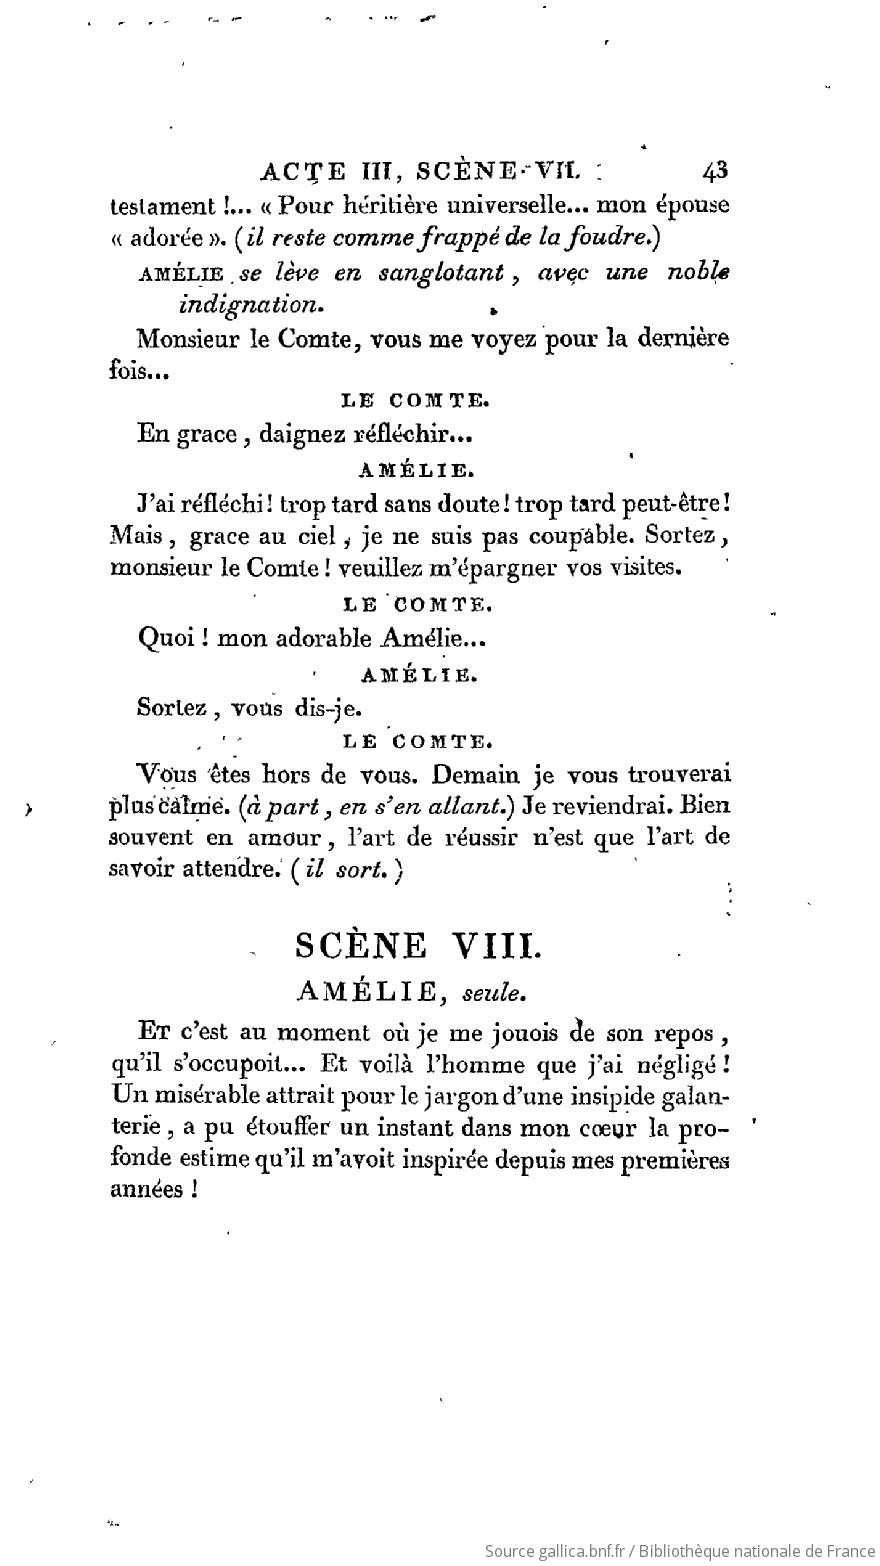 ACTE III, SCÈNE VII. 43
testament !... « Pour héritière universelle... mon épouse
« adorée ». (il reste comme frappé de la foudre.)
AMÉLIE se lève en sanglotant, avec une noble
indignation.
Monsieur le Comte, vous me voyez pour la dernière
fois...
LE COMTE.
En grace, daignez réfléchir...
AMÉLIE.
J'ai réfléchi ! trop tard sans doute ! trop tard peut-être !
Mais, grace au ciel, je ne suis pas coupable. Sortez,
monsieur le Comte ! veuillez m'épargner vos visites.
LE COMTE.
Quoi ! mon adorable Amélie...
AMÉLIE.
Sortez, vous dis-je.
LE COMTE.
Vous êtes hors de vous. Demain je vous trouverai
plus calme. (à part, en s'en allant.) Je reviendrai. Bien
souvent en amour, l'art de réussir n'est que l'art de
savoir attendre. (il sort.)
SCÈNE VIII.
AMÉLIE, seule.
ET c'est au moment où je me jouois de son repos,
qu'il s'occupoit... Et voilà l'homme que j'ai négligé !
Un misérable attrait pour le jargon d'une insipide galan-
terie, a pu étouffer un instant dans mon cœur la pro-
fonde estime qu'il m'avoit inspirée depuis mes premières
années !
Source gallica.bnf.fr / Bibliothèque nationale de France